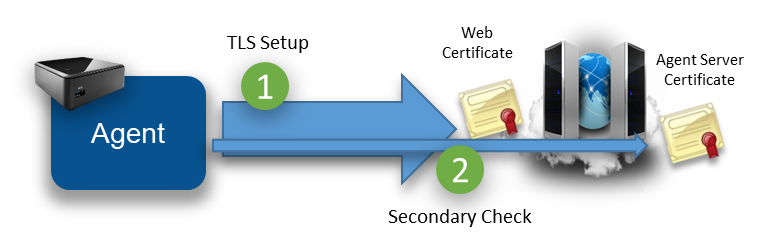 TLS Setup
1
Web
Certificate
Agent Server
Certificate
Agent
2
Secondary Check